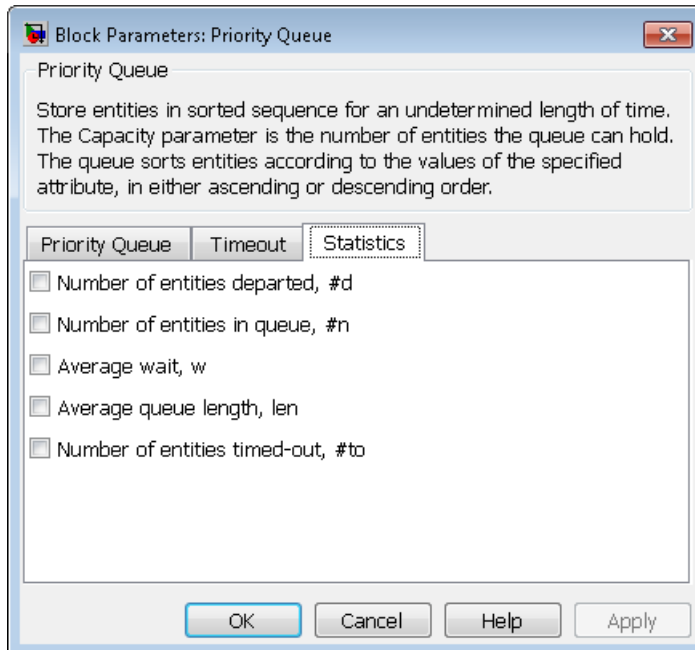 Block Parameters: Priority Queue
Priority Queue
Store entities in sorted sequence for an undetermined length of time.
The Capacity parameter is the number of entities the queue can hold.
The queue sorts entities according to the values of the specified
attribute, in either ascending or descending order.
Priority Queue Timeout Statistics
Number of entities departed, #d
Number of entities in queue, #n
Average wait, w
Average queue length, len
Number of entities timed-out, #to
OK Cancel Help Apply